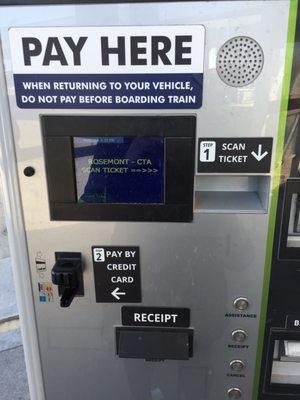 PAY HERE
WHEN RETURNING TO YOUR VEHICLE,
DO NOT PAY BEFORE BOARDING TRAIN
ROSEMONT - CTA
SCAN TICKET ==>>>
STEP
1
SCAN
TICKET
2
PAY BY
CREDIT
CARD
RECEIPT
RECEIPT
ASSISTANCE
RECEIPT
CANCEL